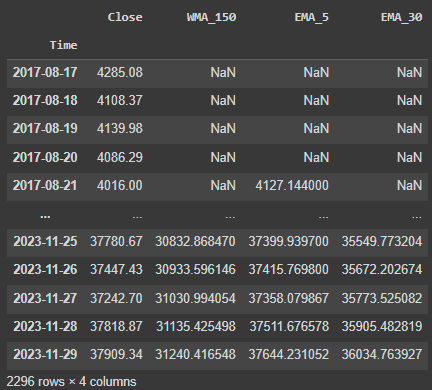 Close WMA_150 EMA_5 EMA_30
Time
2017-08-17 4285.08 NaN NaN NaN
2017-08-18 4108.37 NaN NaN NaN
2017-08-19 4139.98 NaN NaN NaN
2017-08-20 4086.29 NaN NaN NaN
2017-08-21 4016.00 NaN 4127.144000 NaN
... ... ... ... ...
2023-11-25 37780.67 30832.868470 37399.939700 35549.773204
2023-11-26 37447.43 30933.596146 37415.769800 35672.202674
2023-11-27 37242.70 31030.994054 37358.079867 35773.525082
2023-11-28 37818.87 31135.425498 37511.676578 35905.482819
2023-11-29 37909.34 31240.416548 37644.231052 36034.763927
2296 rows × 4 columns